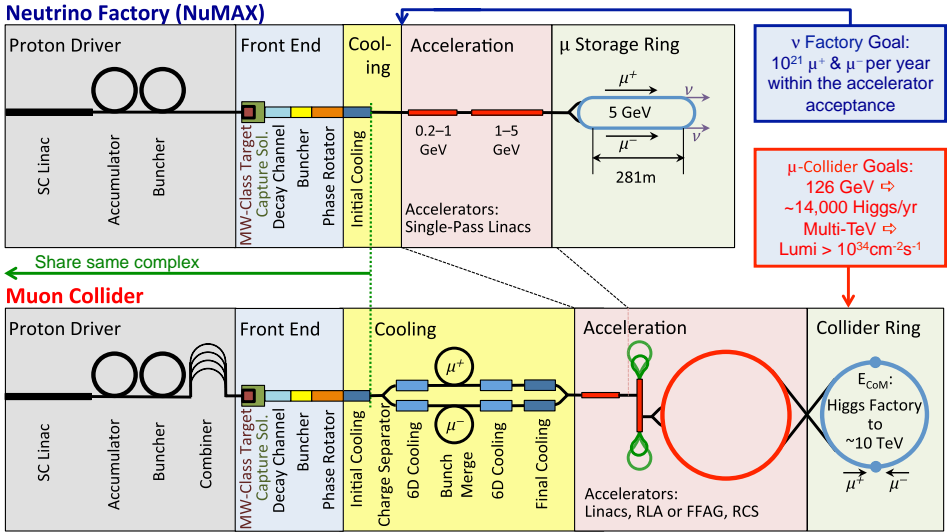 Neutrino Factory (NuMAX)
Proton Driver
Front End
Cool-
ing
Acceleration
μ Storage Ring
ν Factory Goal:
10²¹ μ⁺ & μ⁻ per year
within the accelerator
acceptance
SC Linac
Accumulator
Buncher
MW-Class Target
Capture Sol.
Decay Channel
Buncher
Phase Rotator
Initial Cooling
0.2–1
GeV
1–5
GeV
Accelerators:
Single-Pass Linacs
μ⁺
ν
5 GeV
μ⁻
ν
281m
μ-Collider Goals:
126 GeV ⇨
~14,000 Higgs/yr
Multi-TeV ⇨
Lumi > 10³⁴cm⁻²s⁻¹
Share same complex
Muon Collider
Proton Driver
Front End
Cooling
Acceleration
Collider Ring
SC Linac
Accumulator
Buncher
Combiner
MW-Class Target
Capture Sol.
Decay Channel
Buncher
Phase Rotator
Initial Cooling
Charge Separator
6D Cooling
μ⁺
μ⁻
Bunch
Merge
6D Cooling
Final Cooling
Accelerators:
Linacs, RLA or FFAG, RCS
E_CoM:
Higgs Factory
to
~10 TeV
μ⁺
μ⁻